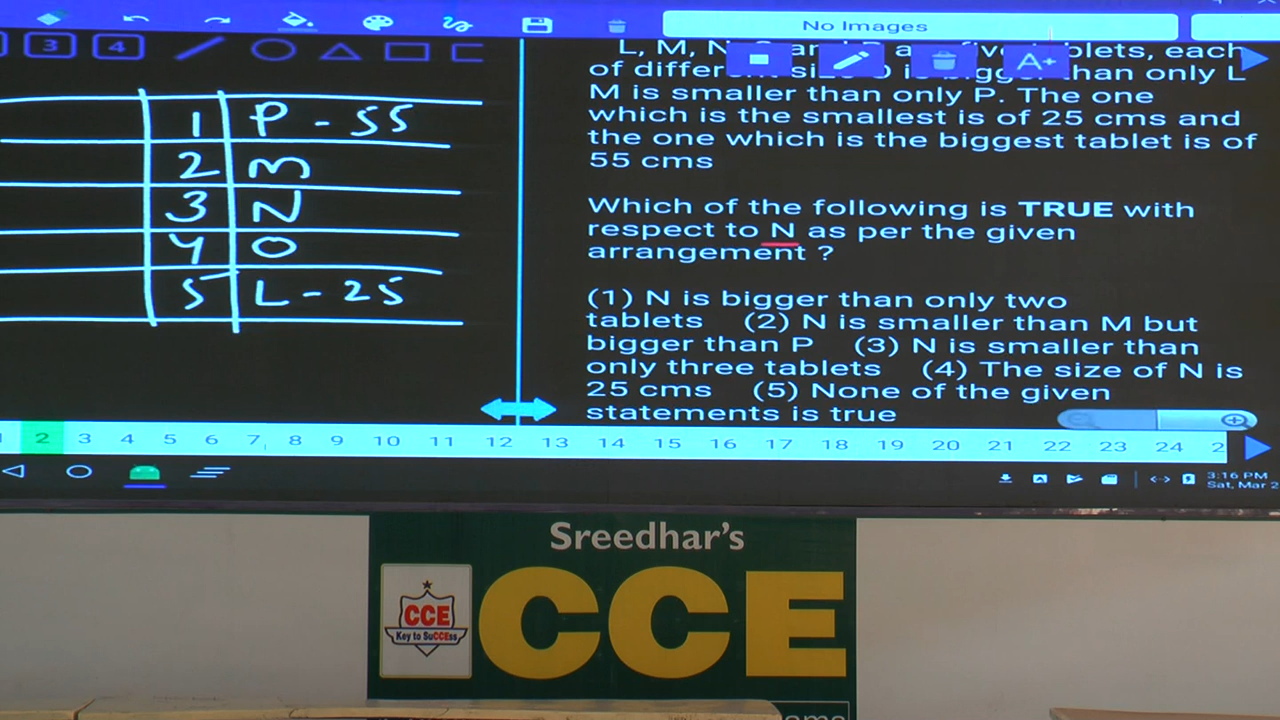 No Images
3 4
A+
L, M, N, O and P are five tablets, each
of different size O is bigger than only L
M is smaller than only P. The one
which is the smallest is of 25 cms and
the one which is the biggest tablet is of
55 cms
Which of the following is TRUE with
respect to N as per the given
arrangement ?
(1) N is bigger than only two
tablets (2) N is smaller than M but
bigger than P (3) N is smaller than
only three tablets (4) The size of N is
25 cms (5) None of the given
statements is true
1 P - 55
2 M
3 N
4 O
5 L - 25
1 2 3 4 5 6 7 8 9 10 11 12 13 14 15 16 17 18 19 20 21 22 23 24 2
3:16 PM
Sat, Mar 2
Sreedhar's
CCE
CCE
Key to SuCCEss